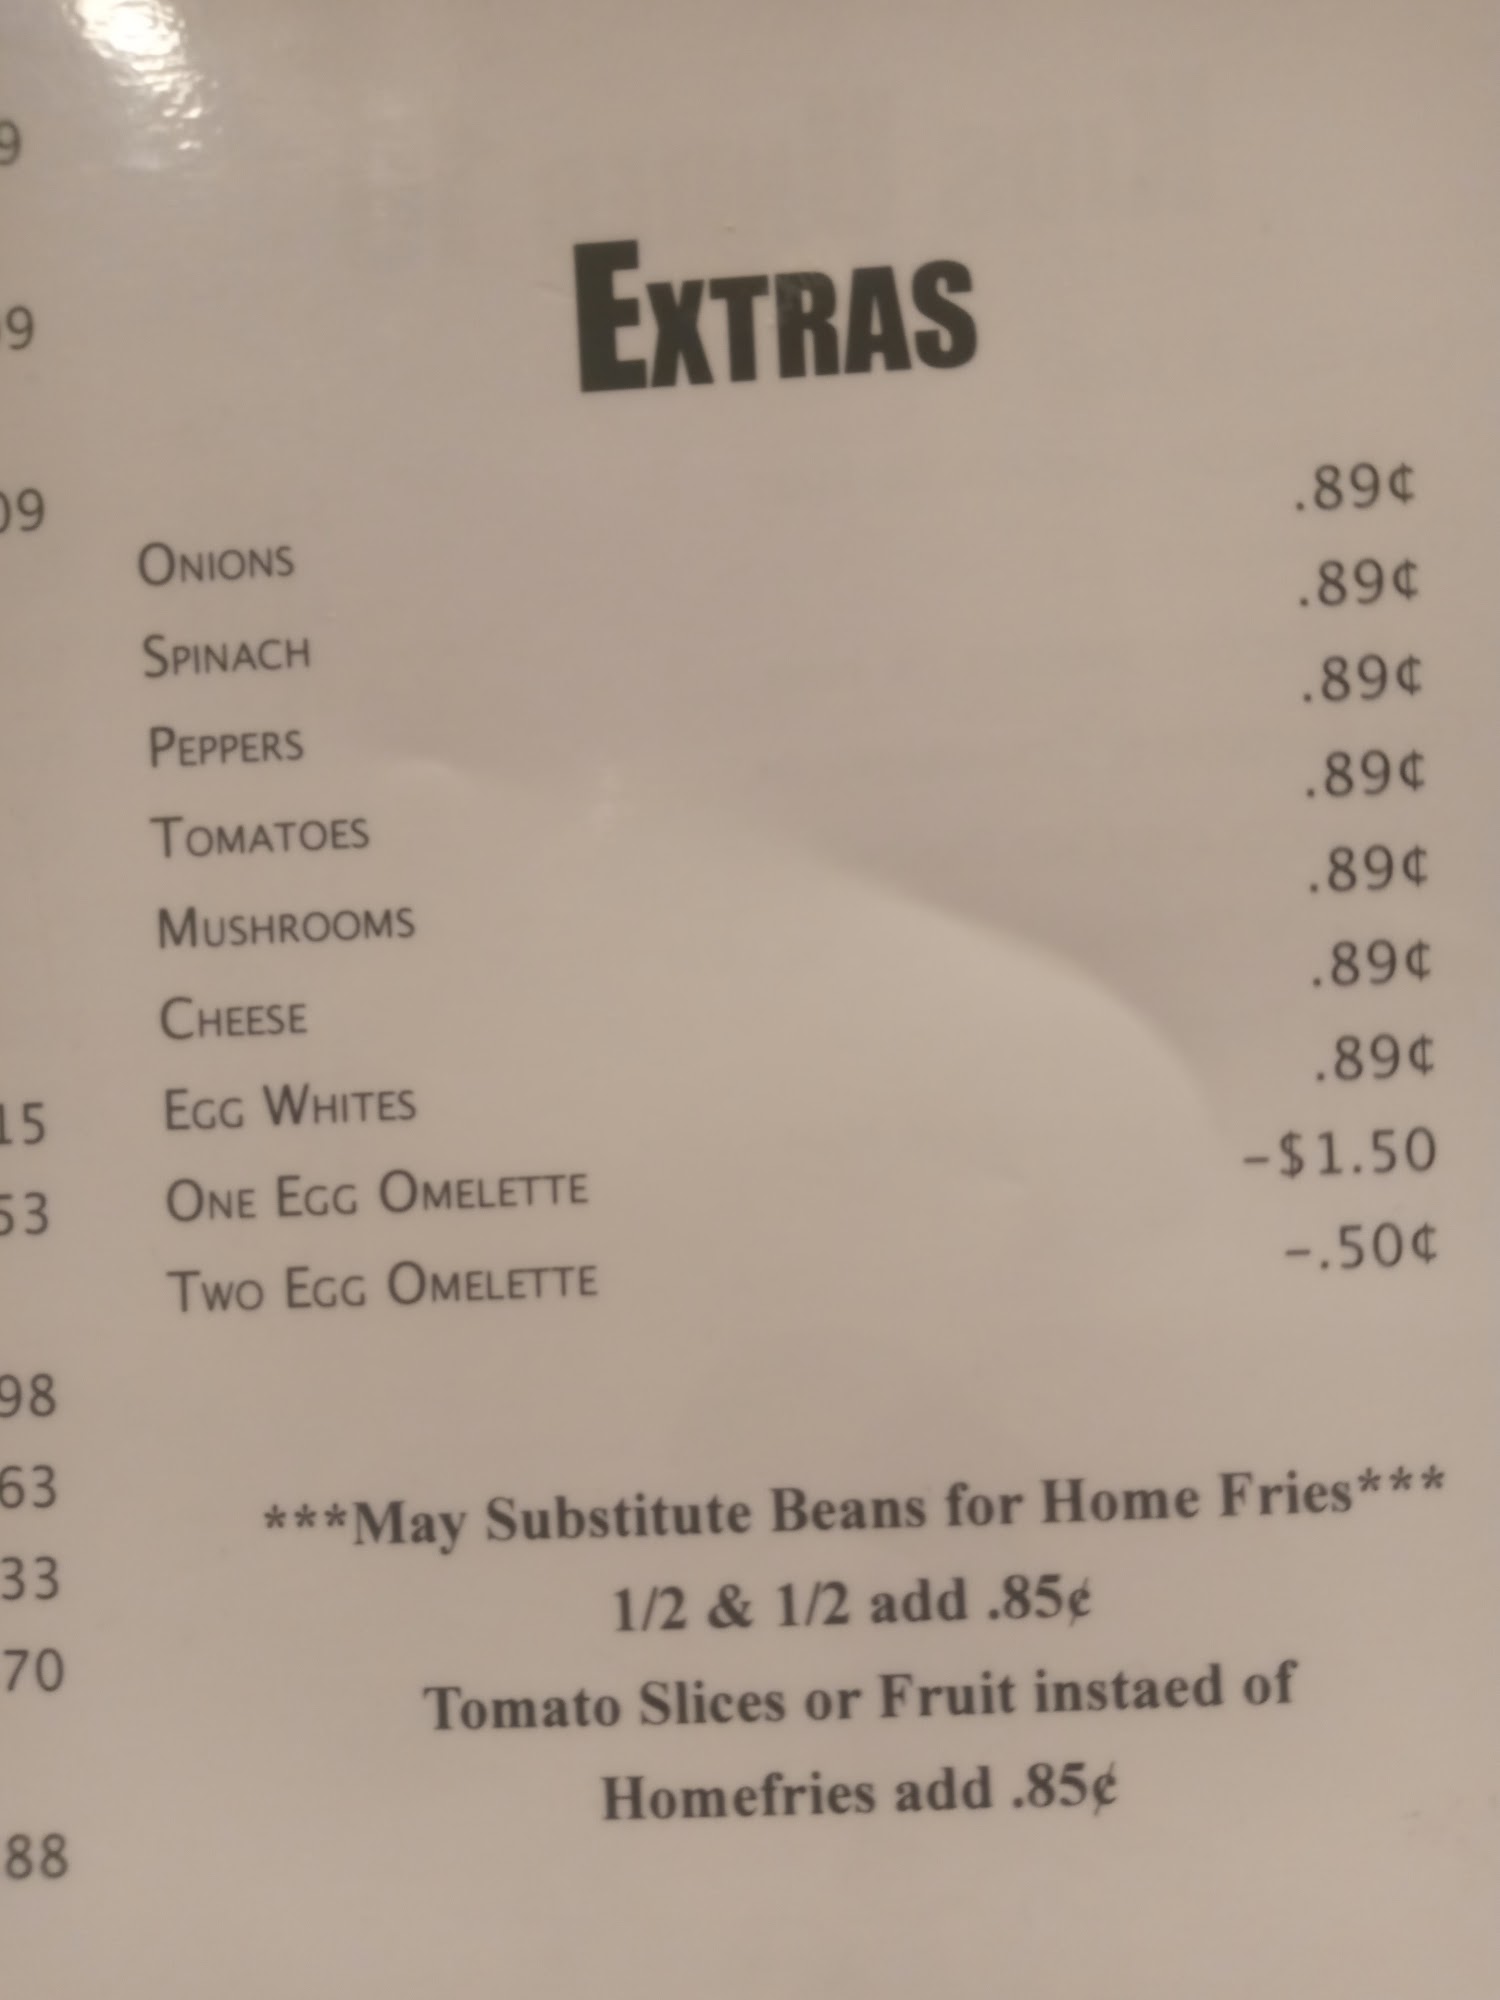 9
09
09
15
53
98
63
33
70
88
EXTRAS
ONIONS .89¢
SPINACH .89¢
PEPPERS .89¢
TOMATOES .89¢
MUSHROOMS .89¢
CHEESE .89¢
EGG WHITES .89¢
ONE EGG OMELETTE -$1.50
TWO EGG OMELETTE -.50¢
***May Substitute Beans for Home Fries***
1/2 & 1/2 add .85¢
Tomato Slices or Fruit instaed of
Homefries add .85¢